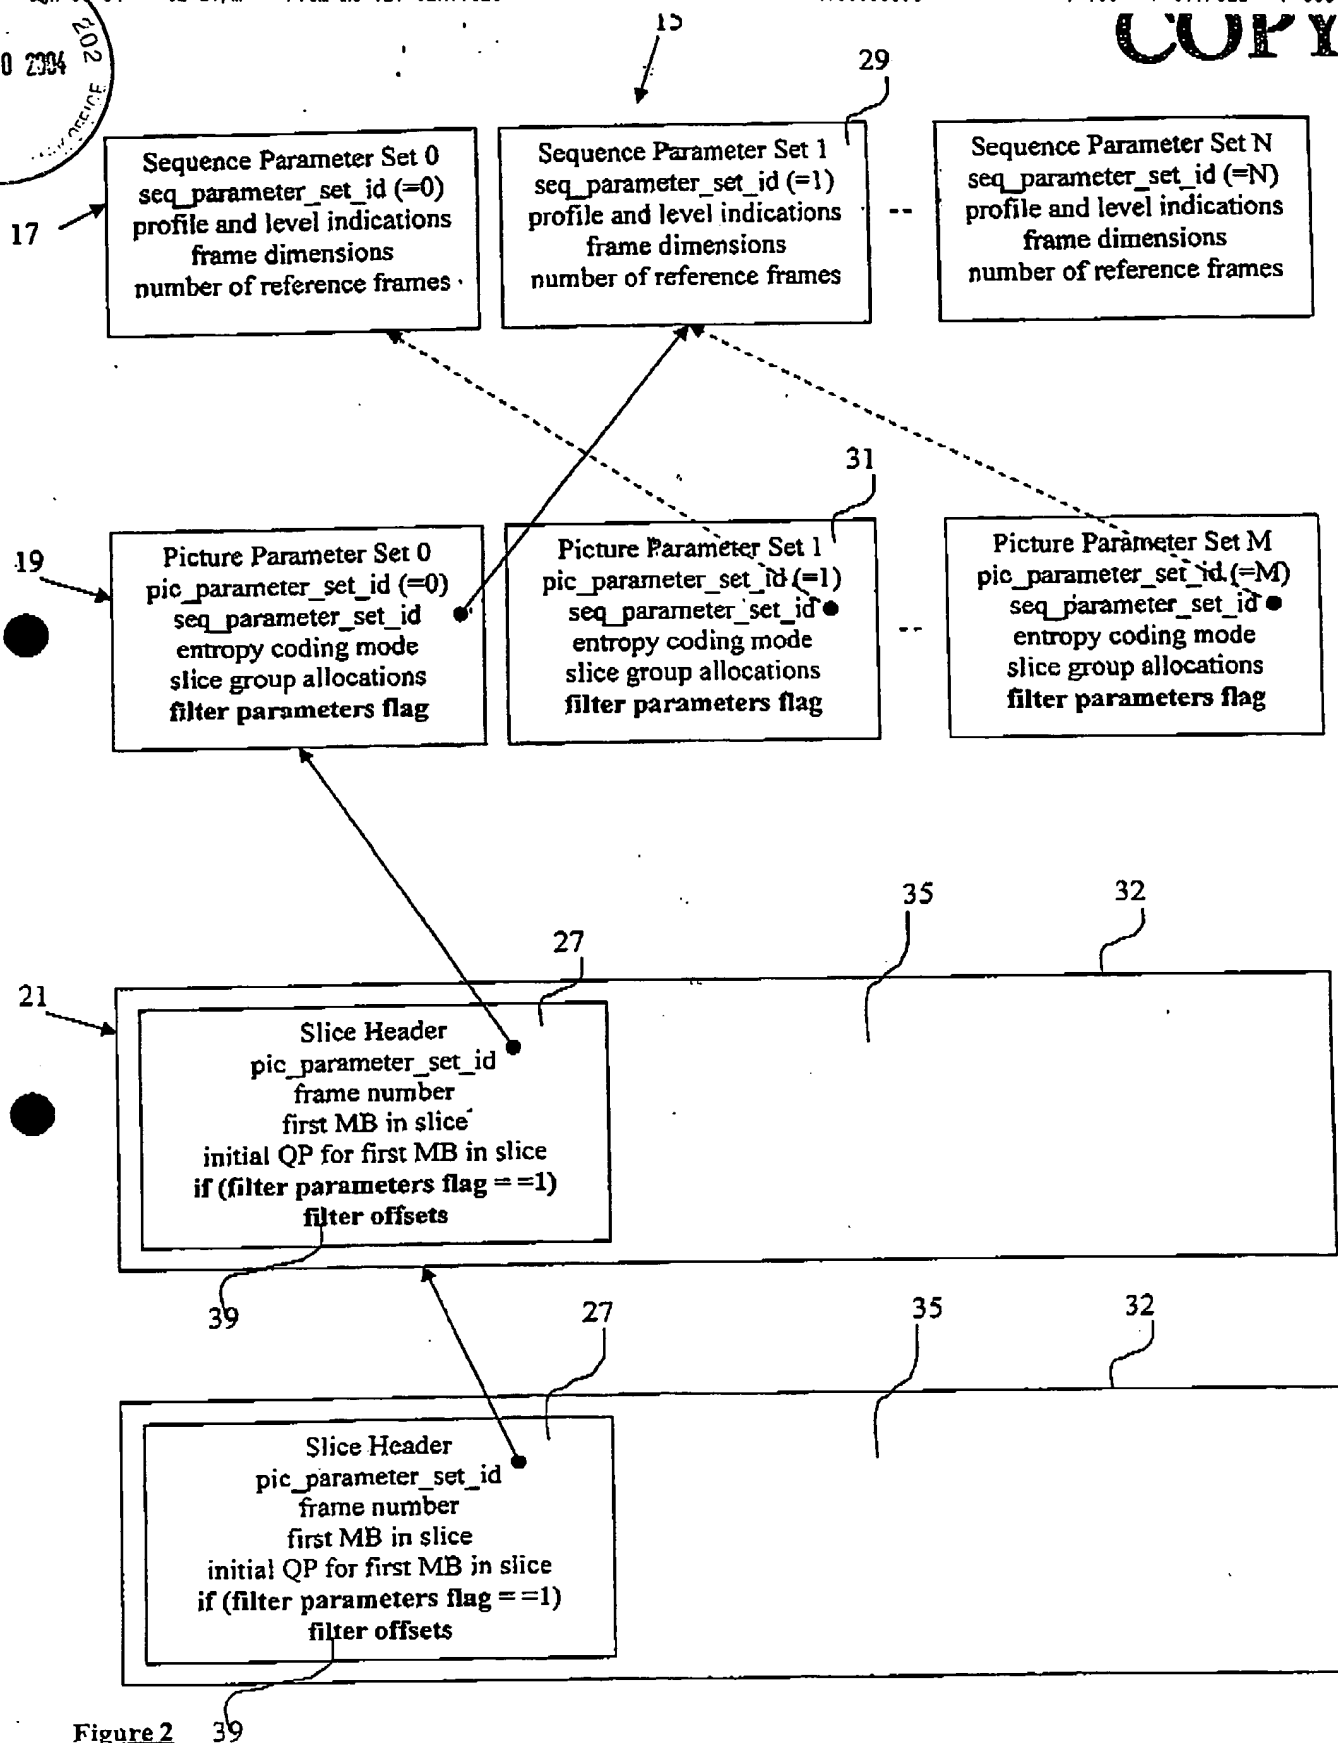 COPY
0 2004
202
15
29
Sequence Parameter Set 0
seq_parameter_set_id (=0)
profile and level indications
frame dimensions
number of reference frames
Sequence Parameter Set 1
seq_parameter_set_id (=1)
profile and level indications
frame dimensions
number of reference frames
--
Sequence Parameter Set N
seq_parameter_set_id (=N)
profile and level indications
frame dimensions
number of reference frames
17
31
19
Picture Parameter Set 0
pic_parameter_set_id (=0)
seq_parameter_set_id
entropy coding mode
slice group allocations
filter parameters flag
Picture Parameter Set 1
pic_parameter_set_id (=1)
seq_parameter_set_id
entropy coding mode
slice group allocations
filter parameters flag
--
Picture Parameter Set M
pic_parameter_set_id (=M)
seq_parameter_set_id
entropy coding mode
slice group allocations
filter parameters flag
35
32
27
21
Slice Header
pic_parameter_set_id
frame number
first MB in slice
initial QP for first MB in slice
if (filter parameters flag = =1)
filter offsets
39
27
35
32
Slice Header
pic_parameter_set_id
frame number
first MB in slice
initial QP for first MB in slice
if (filter parameters flag = =1)
filter offsets
Figure 2
39